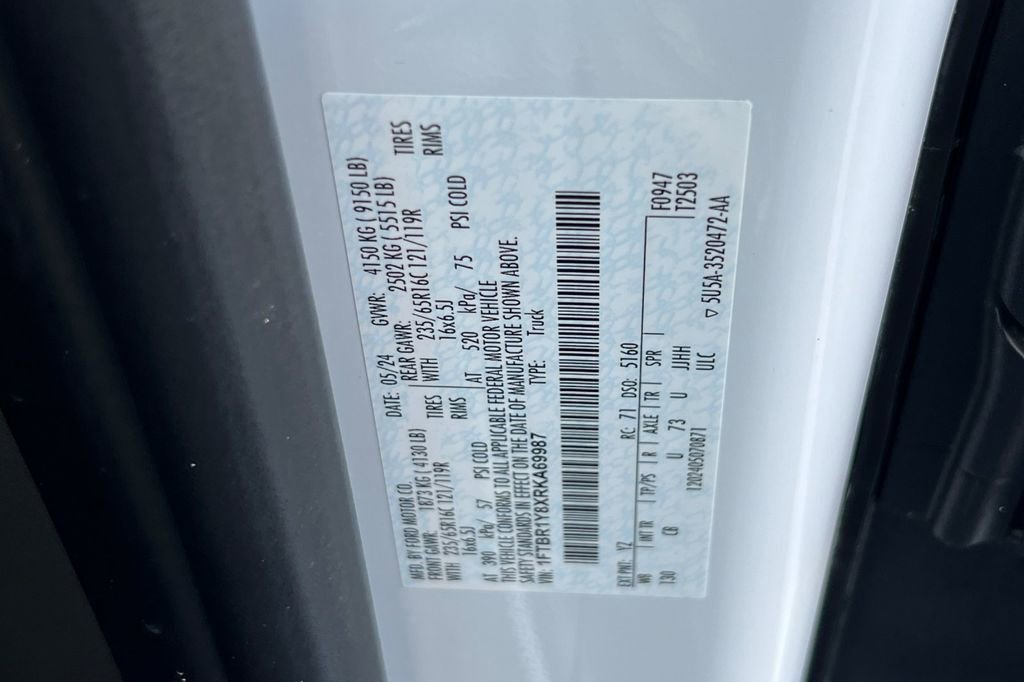 MFD. BY FORD MOTOR CO.
DATE: 05/24 GVWR: 4150 KG ( 9150 LB)
FRONT GAWR: 1873 KG ( 4130 LB) REAR GAWR: 2502 KG ( 5515 LB)
WITH 235/65R16C 121/119R TIRES WITH 235/65R16C 121/119R TIRES
16x6.5J RIMS 16x6.5J RIMS
AT 390 kPa/ 57 PSI COLD AT 520 kPa/ 75 PSI COLD
THIS VEHICLE CONFORMS TO ALL APPLICABLE FEDERAL MOTOR VEHICLE
SAFETY STANDARDS IN EFFECT ON THE DATE OF MANUFACTURE SHOWN ABOVE.
VIN: 1FTBR1Y8XRKA69987 TYPE: Truck
EXT PNT: YZ RC: 71 DSO: 5160
WB INT TR TP/PS R AXLE TR SPR F0947
130 CB U 73 U JHH T2503
120240507087 ULC
▽ 5U5A-3520472-AA